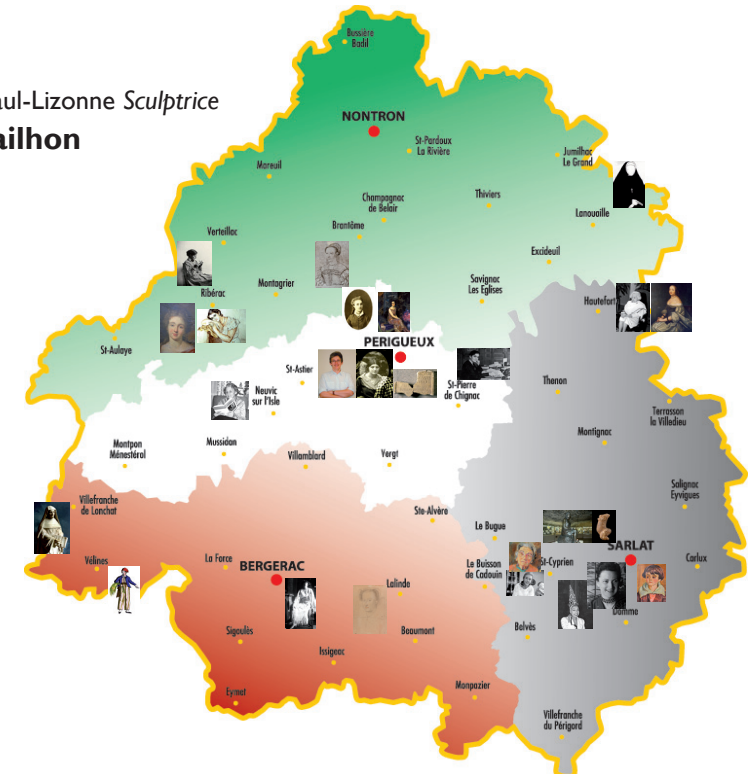 Bussière
Badil
aul-Lizonne Sculptrice
ailhon
NONTRON
St-Pardoux
La Rivière
Jumilhac
Le Grand
Mareuil
Champagnac
de Belair
Thiviers
Lanouaille
Verteillac
Brantôme
Excideuil
Ribérac
Montagrier
Savignac
Les Eglises
Hautefort
St-Aulaye
PERIGUEUX
St-Astier
St-Pierre
de Chignac
Thenon
Neuvic
sur l'Isle
Terrasson
la Villedieu
Montpon
Ménestérol
Mussidan
Villamblard
Vergt
Montignac
Salignac
Eyvigues
Villefranche
de Lonchat
Ste-Alvère
Le Bugue
SARLAT
Vélines
La Force
BERGERAC
Le Buisson
de Cadouin
St-Cyprien
Carlux
Lalinde
Sigoulès
Beaumont
Belvès
Domme
Issigeac
Eymet
Monpazier
Villefranche
du Périgord